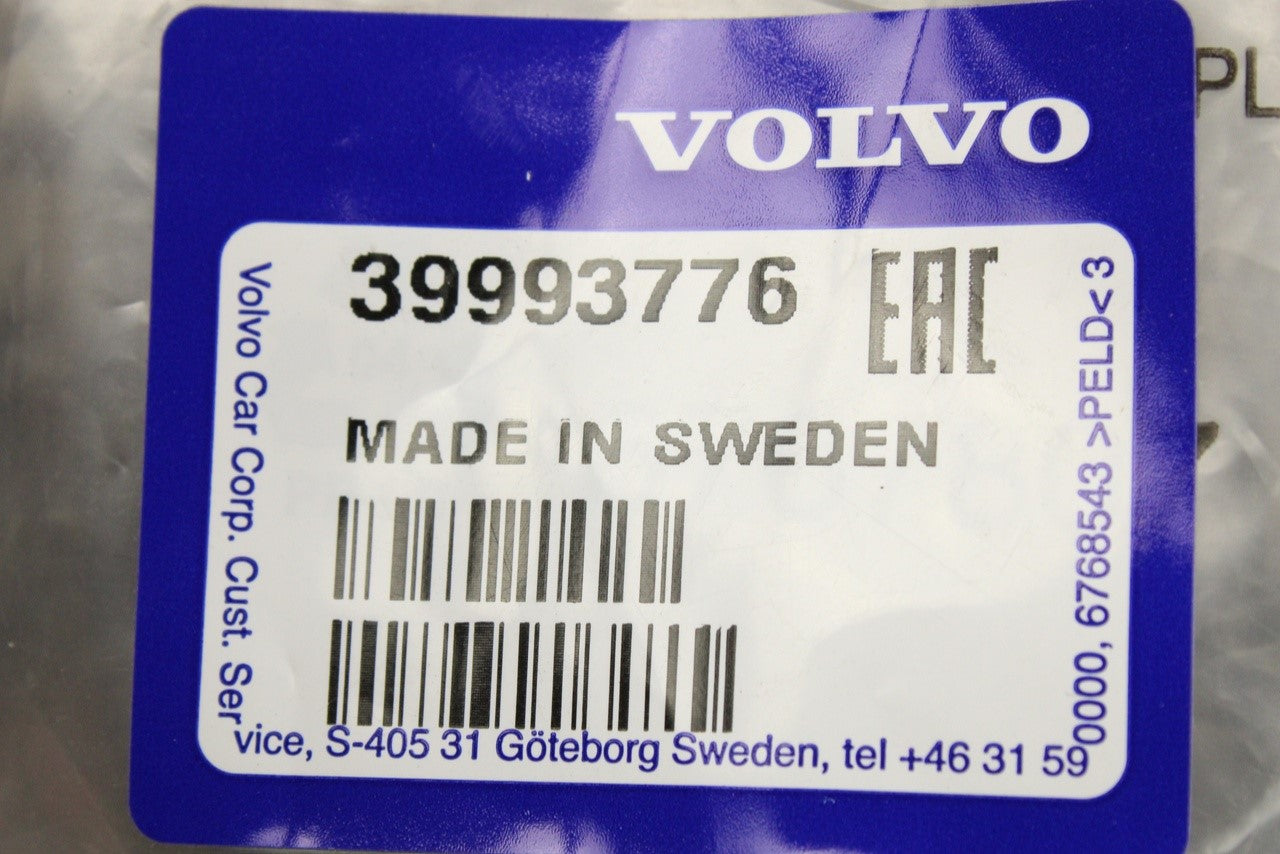 VOLVO
39993776 EAC
MADE IN SWEDEN
Volvo Car Corp. Cust. Service, S-405 31 Göteborg Sweden, tel +46 31 590000, 6768543 >PELD< 3
PL